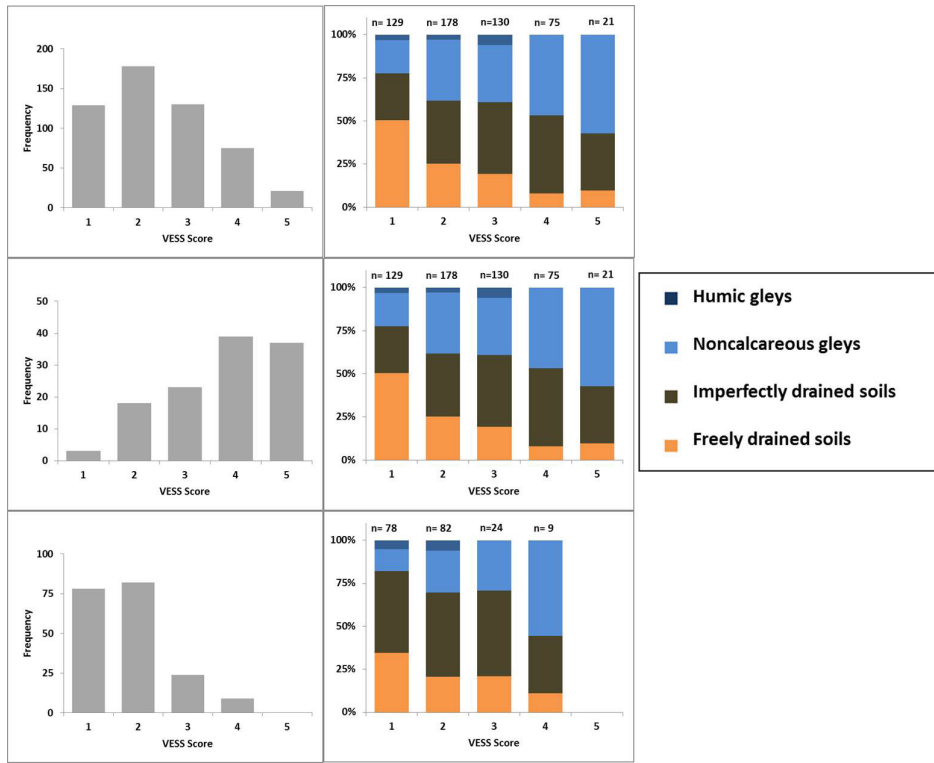 n= 129 n= 178 n=130 n= 75 n= 21
200
150
100
50
0
Frequency
1 2 3 4 5
VESS Score
100%
75%
50%
25%
0%
1 2 3 4 5
VESS Score
50
40
30
20
10
0
Frequency
1 2 3 4 5
VESS Score
n= 129 n= 178 n=130 n= 75 n= 21
100%
75%
50%
25%
0%
1 2 3 4 5
VESS Score
Humic gleys
Noncalcareous gleys
Imperfectly drained soils
Freely drained soils
100
75
50
25
0
Frequency
1 2 3 4 5
VESS Score
n= 78 n= 82 n=24 n= 9
100%
75%
50%
25%
0%
1 2 3 4 5
VESS Score